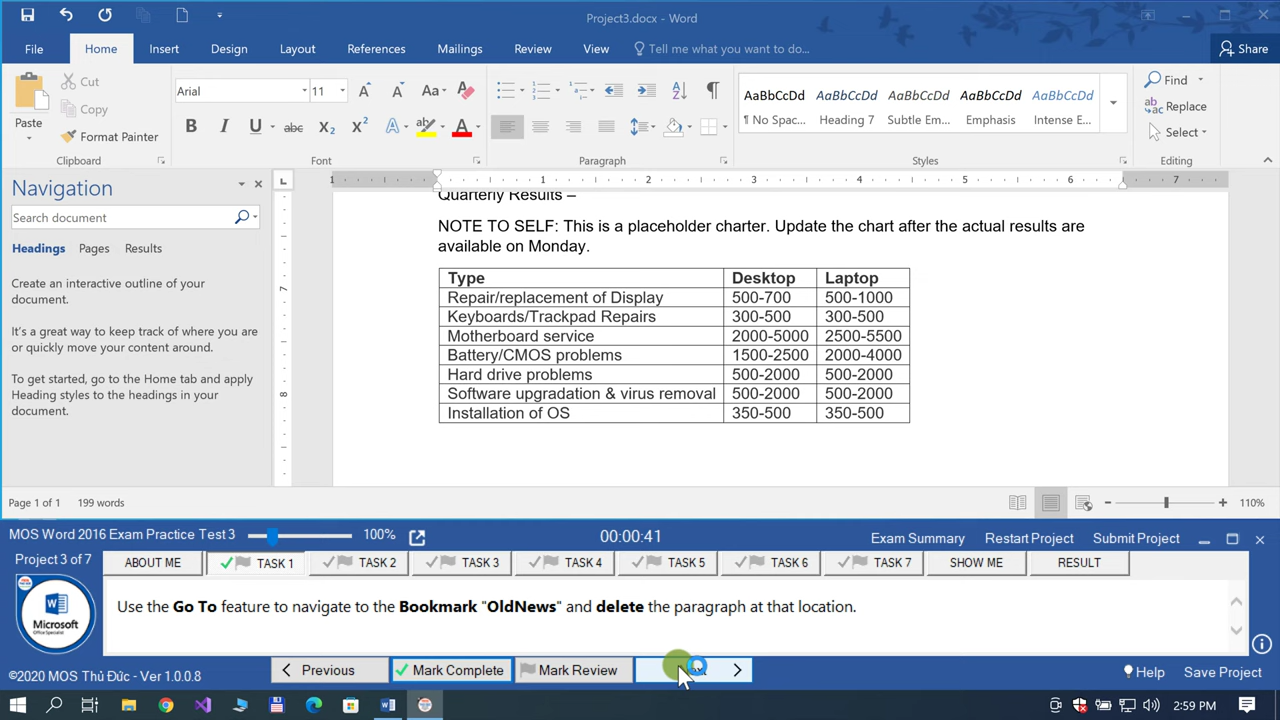 Project3.docx - Word
File Home Insert Design Layout References Mailings Review View Tell me what you want to do... Share
Paste Cut Copy Format Painter
Arial 11
AaBbCcDd AaBbCcDd AaBbCcDd AaBbCcDd AaBbCcDd
¶ No Spac... Heading 7 Subtle Em... Emphasis Intense E...
Find Replace Select
Clipboard Font Paragraph Styles Editing
Navigation
Search document
Headings Pages Results
Create an interactive outline of your
document.
It's a great way to keep track of where you are
or quickly move your content around.
To get started, go to the Home tab and apply
Heading styles to the headings in your
document.
1 1 2 3 4 5 6 7
7
8
Quarterly Results –
NOTE TO SELF: This is a placeholder charter. Update the chart after the actual results are
available on Monday.
Type Desktop Laptop
Repair/replacement of Display 500-700 500-1000
Keyboards/Trackpad Repairs 300-500 300-500
Motherboard service 2000-5000 2500-5500
Battery/CMOS problems 1500-2500 2000-4000
Hard drive problems 500-2000 500-2000
Software upgradation & virus removal 500-2000 500-2000
Installation of OS 350-500 350-500
Page 1 of 1 199 words 110%
MOS Word 2016 Exam Practice Test 3 100% 00:00:41 Exam Summary Restart Project Submit Project
Project 3 of 7 ABOUT ME TASK 1 TASK 2 TASK 3 TASK 4 TASK 5 TASK 6 TASK 7 SHOW ME RESULT
Use the Go To feature to navigate to the Bookmark "OldNews" and delete the paragraph at that location.
Microsoft
Office Specialist
Previous Mark Complete Mark Review
©2020 MOS Thủ Đức - Ver 1.0.0.8 Help Save Project
2:59 PM